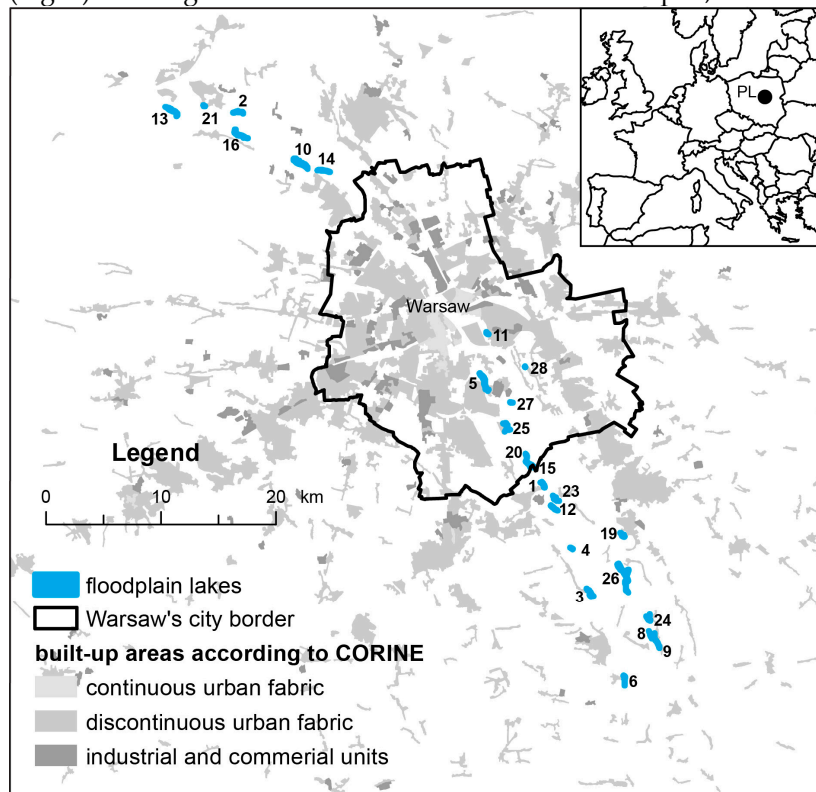 PL
2
13
21
16
10
14
Warsaw
11
28
5
27
25
20
15
1
23
12
19
4
26
3
24
8
9
6
Legend
0 10 20 km
floodplain lakes
Warsaw's city border
built-up areas according to CORINE
continuous urban fabric
discontinuous urban fabric
industrial and commerial units